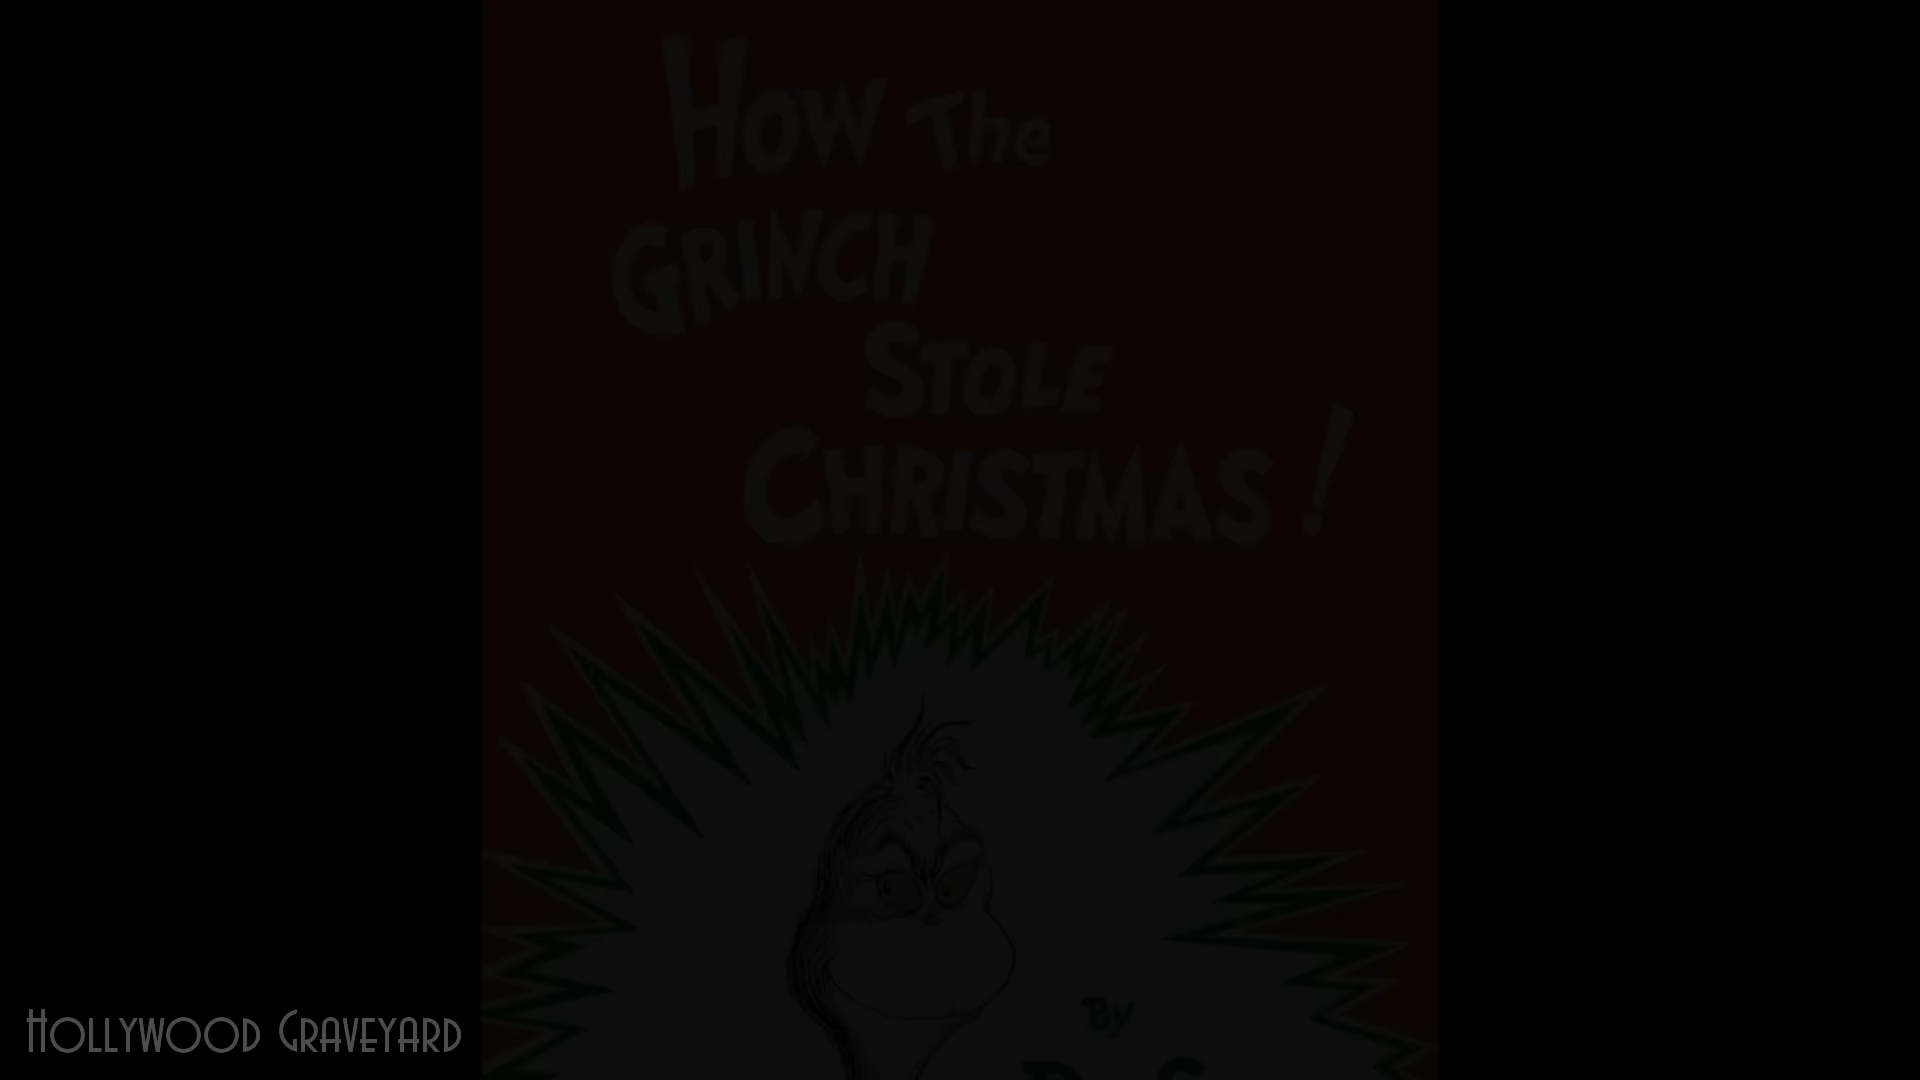 How The
GRINCH
STOLE
CHRISTMAS!
By
HOLLYWOOD GRAVEYARD